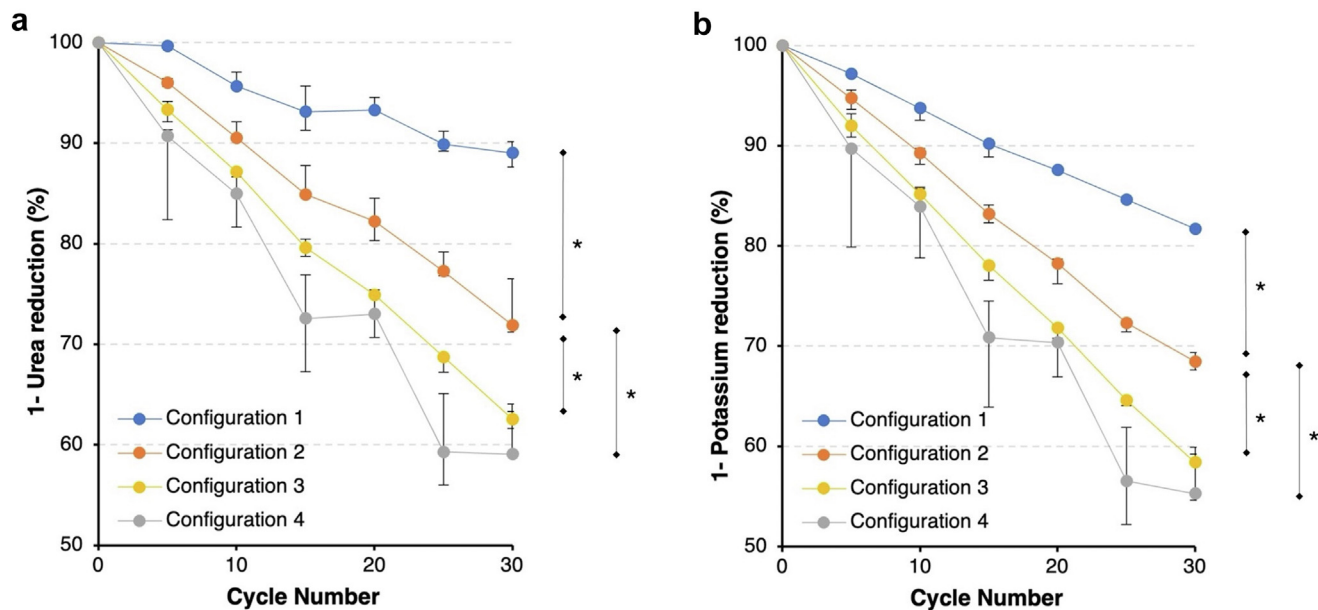 a
100
90
80
70
60
50
1- Urea reduction (%)
Configuration 1
Configuration 2
Configuration 3
Configuration 4
*
*
*
0
10
20
30
Cycle Number
b
100
90
80
70
60
50
1- Potassium reduction (%)
Configuration 1
Configuration 2
Configuration 3
Configuration 4
*
*
*
0
10
20
30
Cycle Number